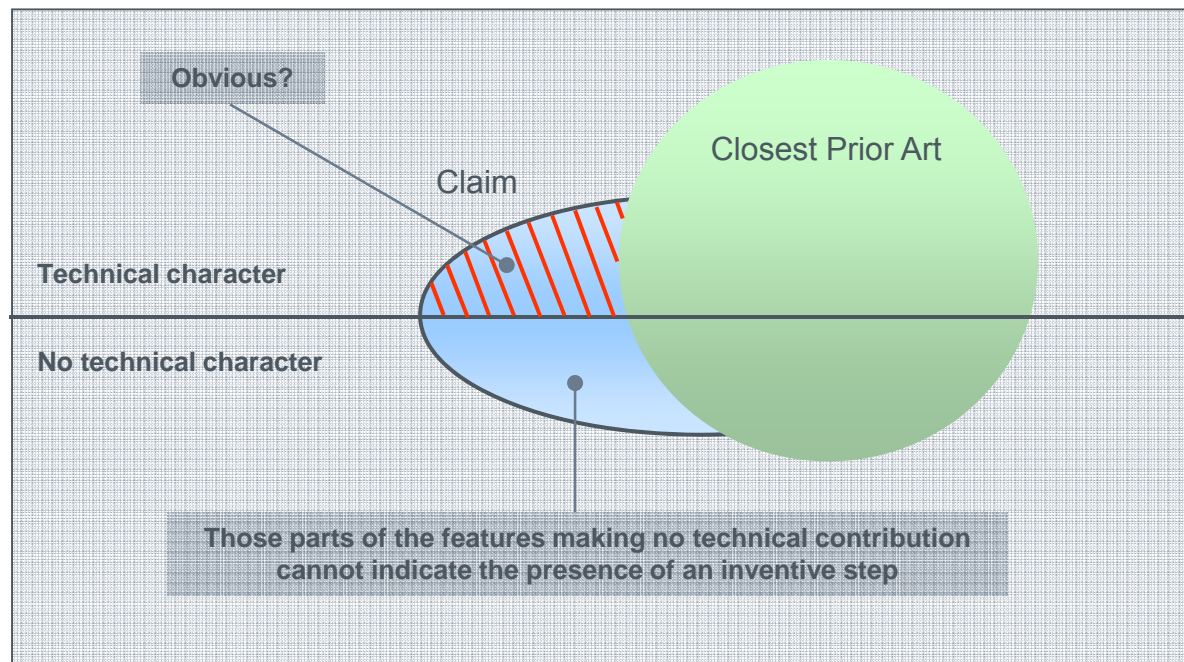 Obvious?
Closest Prior Art
Claim
Technical character
No technical character
Those parts of the features making no technical contribution
cannot indicate the presence of an inventive step